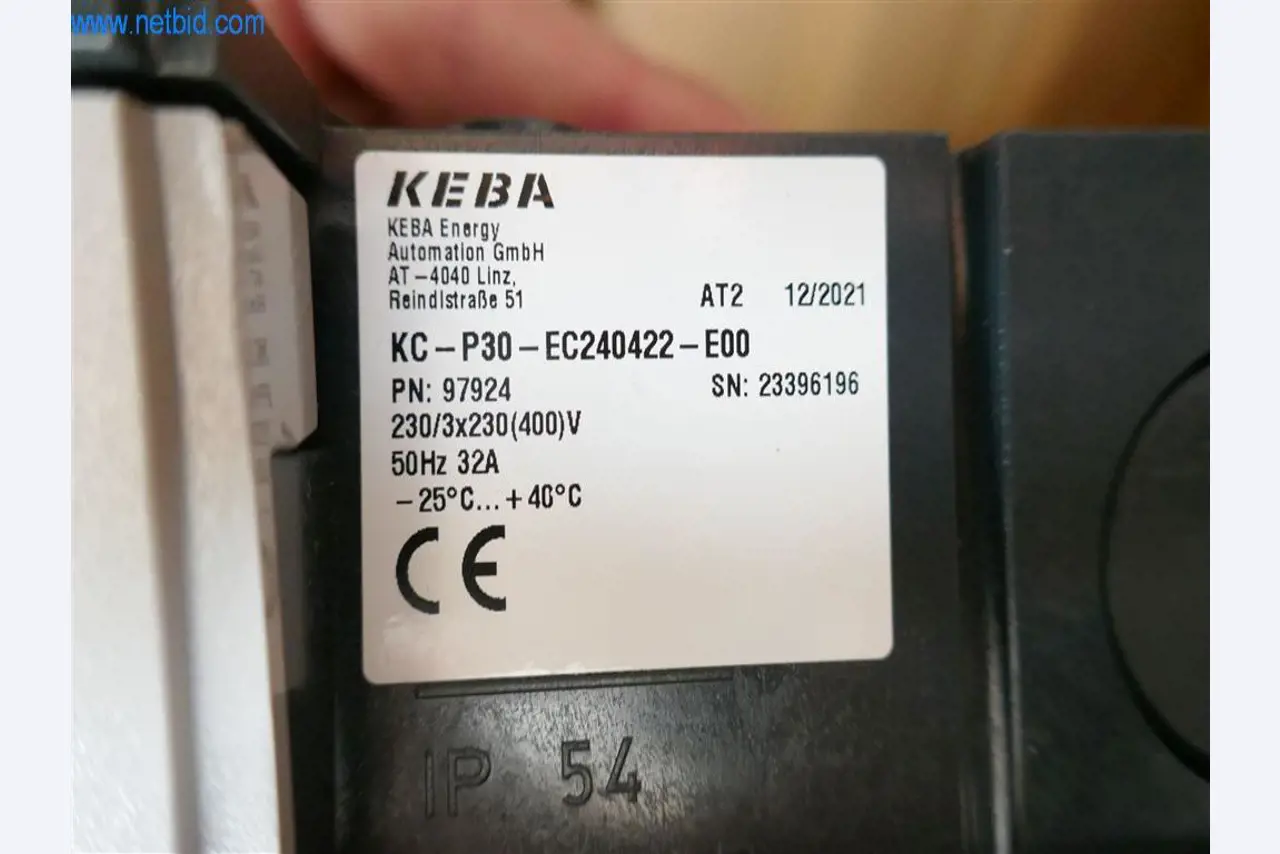 www.netbid.com
KEBA
KEBA Energy
Automation GmbH
AT-4040 Linz,
Reindlstraße 51
AT2 12/2021
KC-P30-EC240422-E00
PN: 97924 SN: 23396196
230/3x230(400)V
50Hz 32A
-25°C...+40°C
CE
IP 54